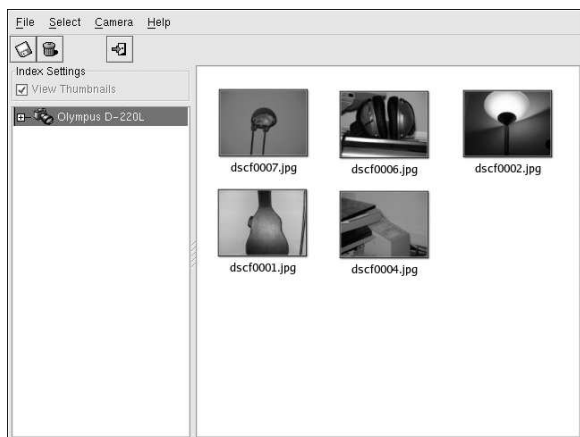 File Select Camera Help
Index Settings
View Thumbnails
Olympus D-220L
dscf0007.jpg dscf0006.jpg dscf0002.jpg
dscf0001.jpg dscf0004.jpg